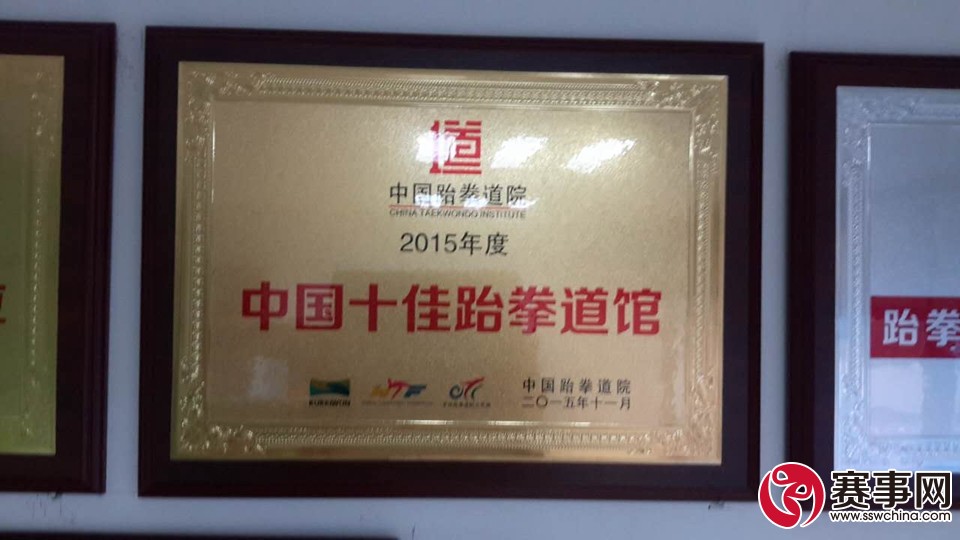 中国跆拳道院
CHINA TAEKWONDO INSTITUTE
2015年度
中国十佳跆拳道馆
KUKKIWON
中国跆拳道院
二〇一五年十一月
跆拳
赛事网
www.sswchina.com